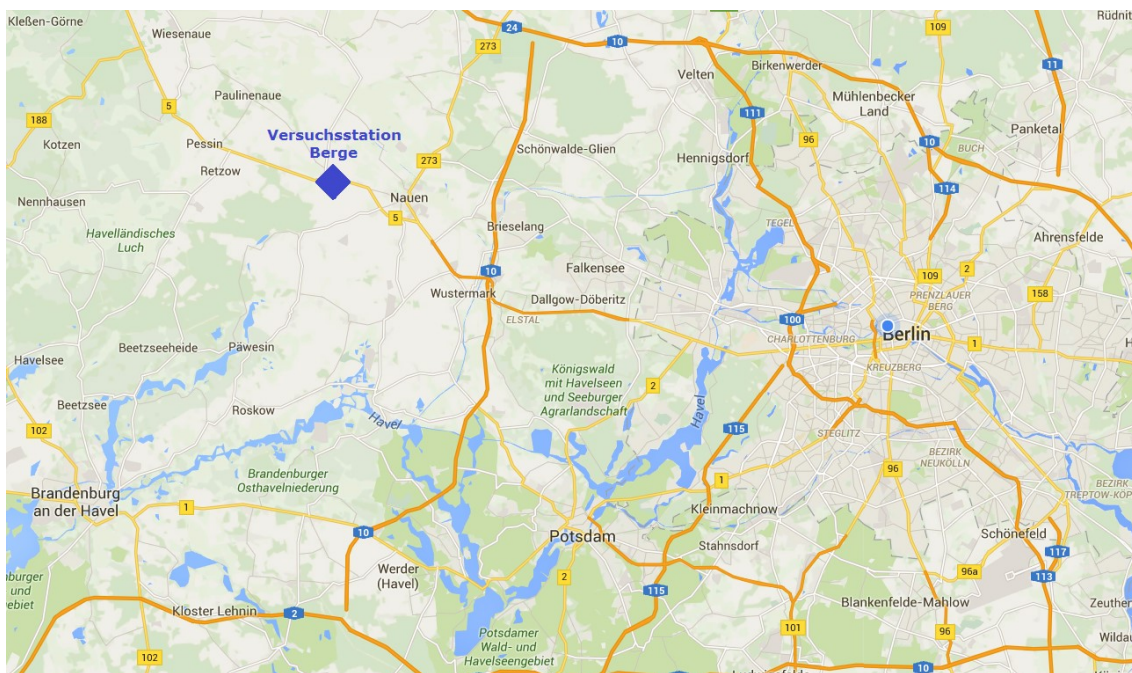 Kleßen-Görne
Wiesenaue
24
10
109
Rüdnitz
273
Velten
Birkenwerder
11
Paulinenaue
5
188
Kotzen
Versuchsstation
Berge
111
Mühlenbecker
Land
Panketal
Pessin
273
Schönwalde-Glien
Hennigsdorf
96
10
BUCH
Retzow
114
Nennhausen
Nauen
5
Havelländisches
Luch
Brieselang
TEGEL
Ahrensfelde
10
Falkensee
109
2
Wustermark
Dallgow-Döberitz
PRENZLAUER
BERG
158
ELSTAL
100
Havelsee
Beetzseeheide
Päwesin
CHARLOTTENBURG
Berlin
1
Königswald
mit Havelseen
und Seeburger
Agrarlandschaft
KREUZBERG
2
Beetzsee
Roskow
Havel
Havel
102
115
STEGLITZ
BEZIRK
NEUKÖLLN
96
Brandenburger
Osthavelniederung
1
BEZIRK
TREPTOW-KÖP
Brandenburg
an der Havel
1
Kleinmachnow
10
Potsdam
Stahnsdorf
Schönefeld
117
Werder
(Havel)
2
96a
113
115
Kloster Lehnin
2
Blankenfelde-Mahlow
Zeuthen
101
96
Potsdamer
Wald- und
Havelseengebiet
Wildau
102
10